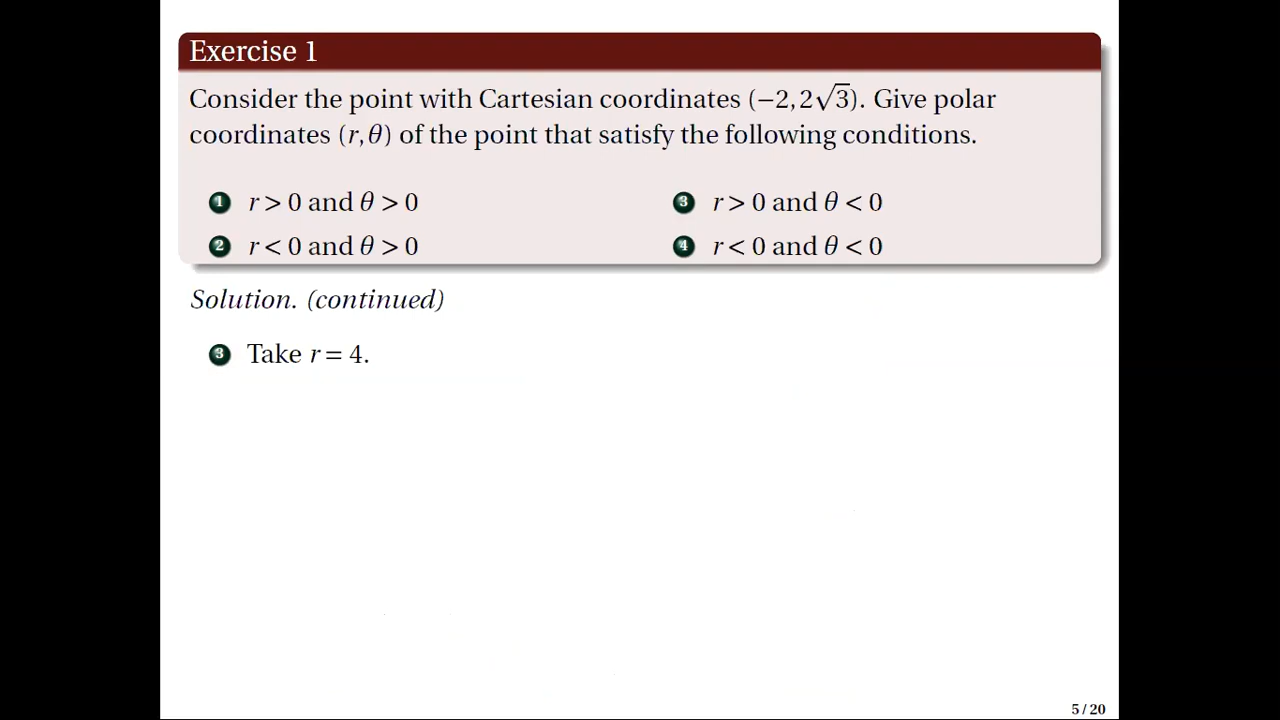 Exercise 1
Consider the point with Cartesian coordinates (−2, 2√3). Give polar
coordinates (r, θ) of the point that satisfy the following conditions.
1 r > 0 and θ > 0
2 r < 0 and θ > 0
3 r > 0 and θ < 0
4 r < 0 and θ < 0
Solution. (continued)
3 Take r = 4.
5 / 20